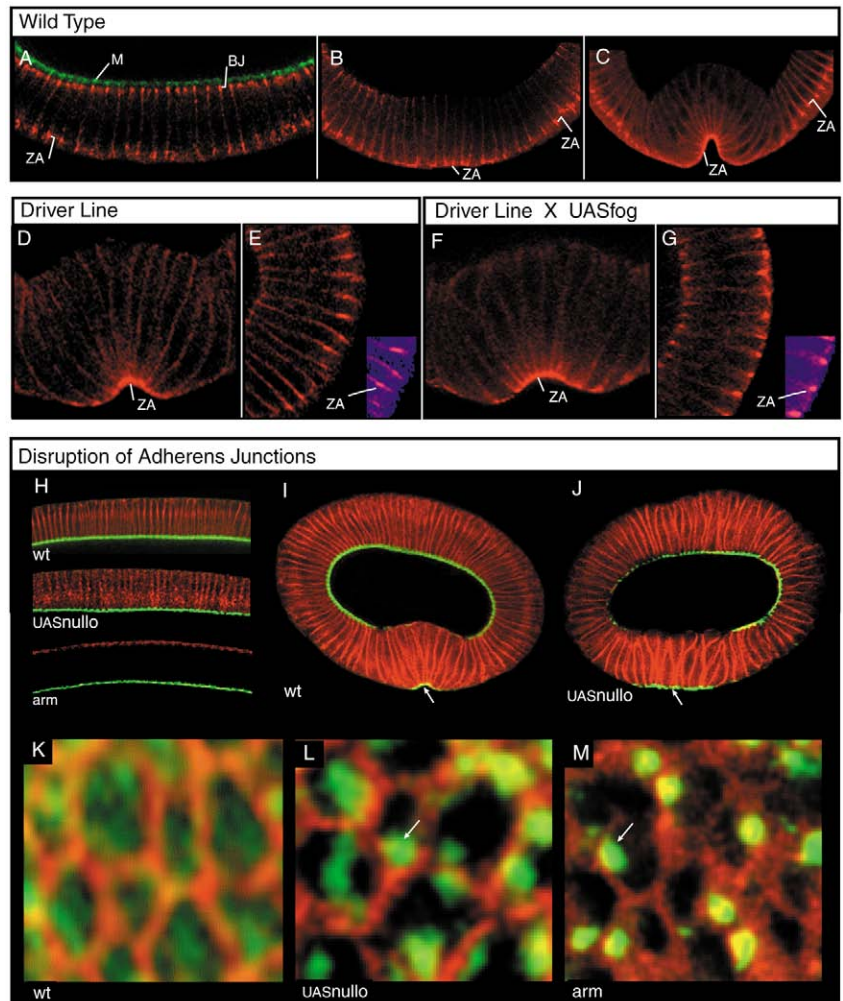 Wild Type
A
M
BJ
ZA
B
ZA
ZA
C
ZA
ZA
Driver Line
D
ZA
E
ZA
Driver Line X UASfog
F
ZA
G
ZA
Disruption of Adherens Junctions
H
wt
UASnullo
arm
I
wt
J
UASnullo
K
wt
L
UASnullo
M
arm